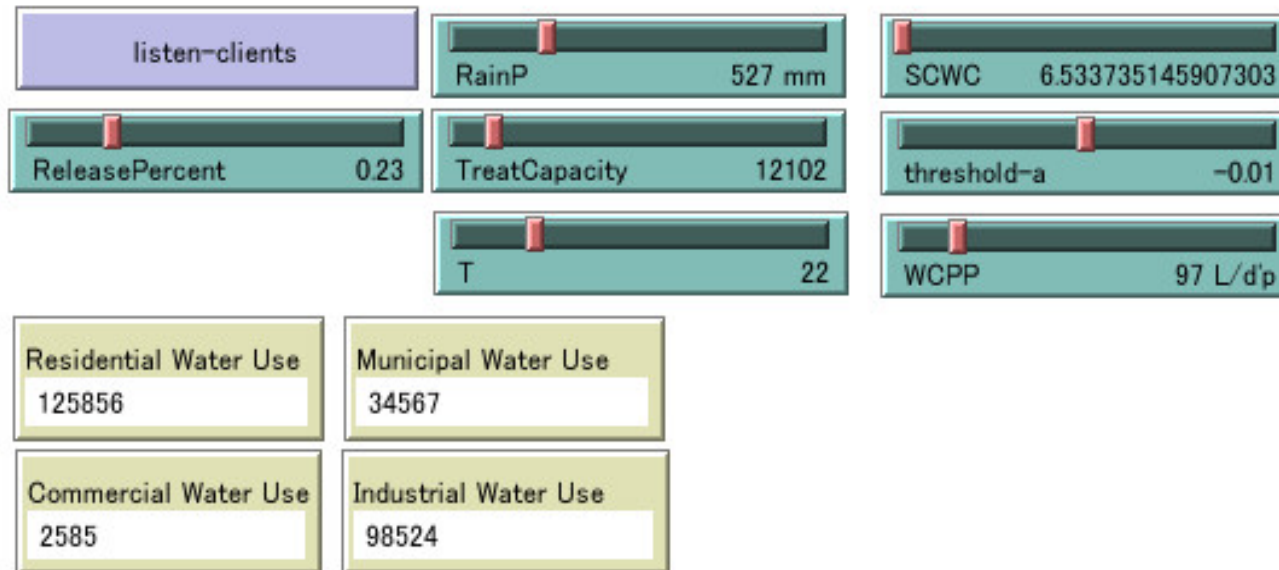 listen-clients
RainP 527 mm
SCWC 6.533735145907303
ReleasePercent 0.23
TreatCapacity 12102
threshold-a -0.01
T 22
WCPP 97 L/d'p
Residential Water Use
125856
Municipal Water Use
34567
Commercial Water Use
2585
Industrial Water Use
98524